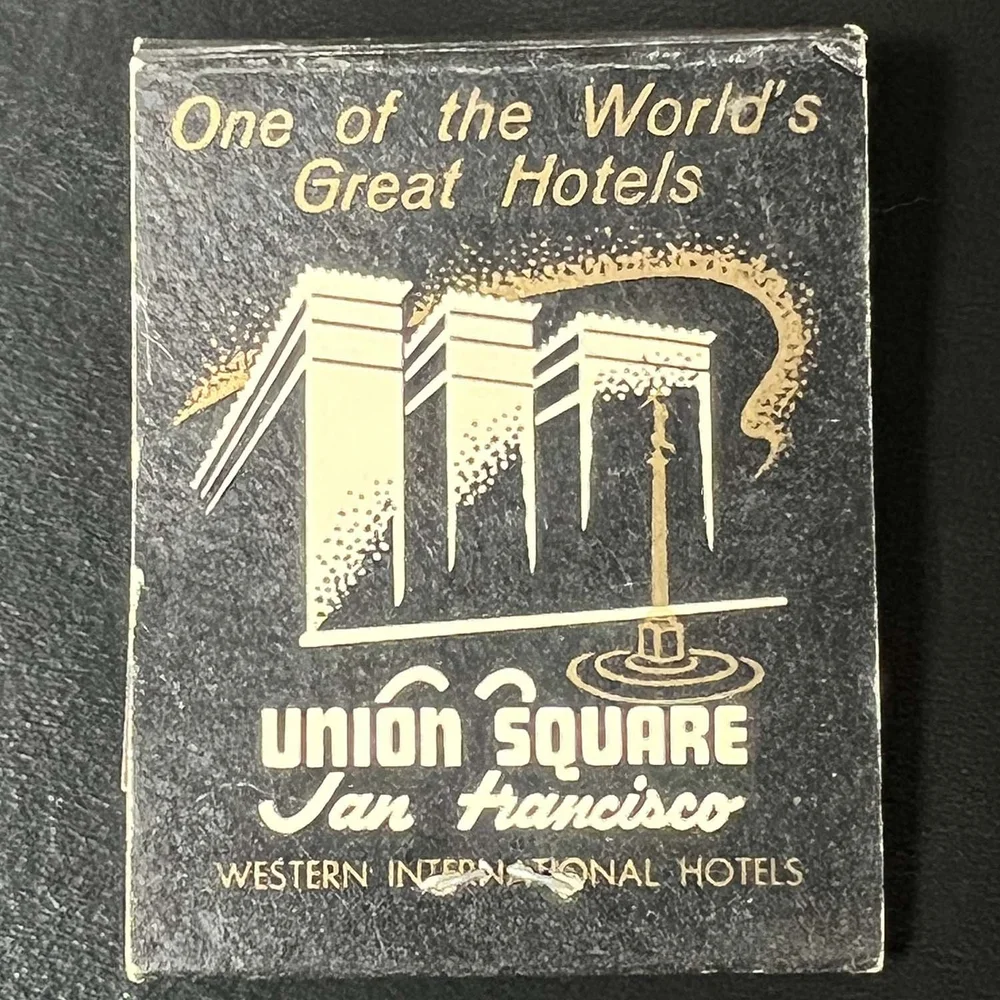 One of the World's
Great Hotels
UNION SQUARE
San Francisco
WESTERN INTERNATIONAL HOTELS